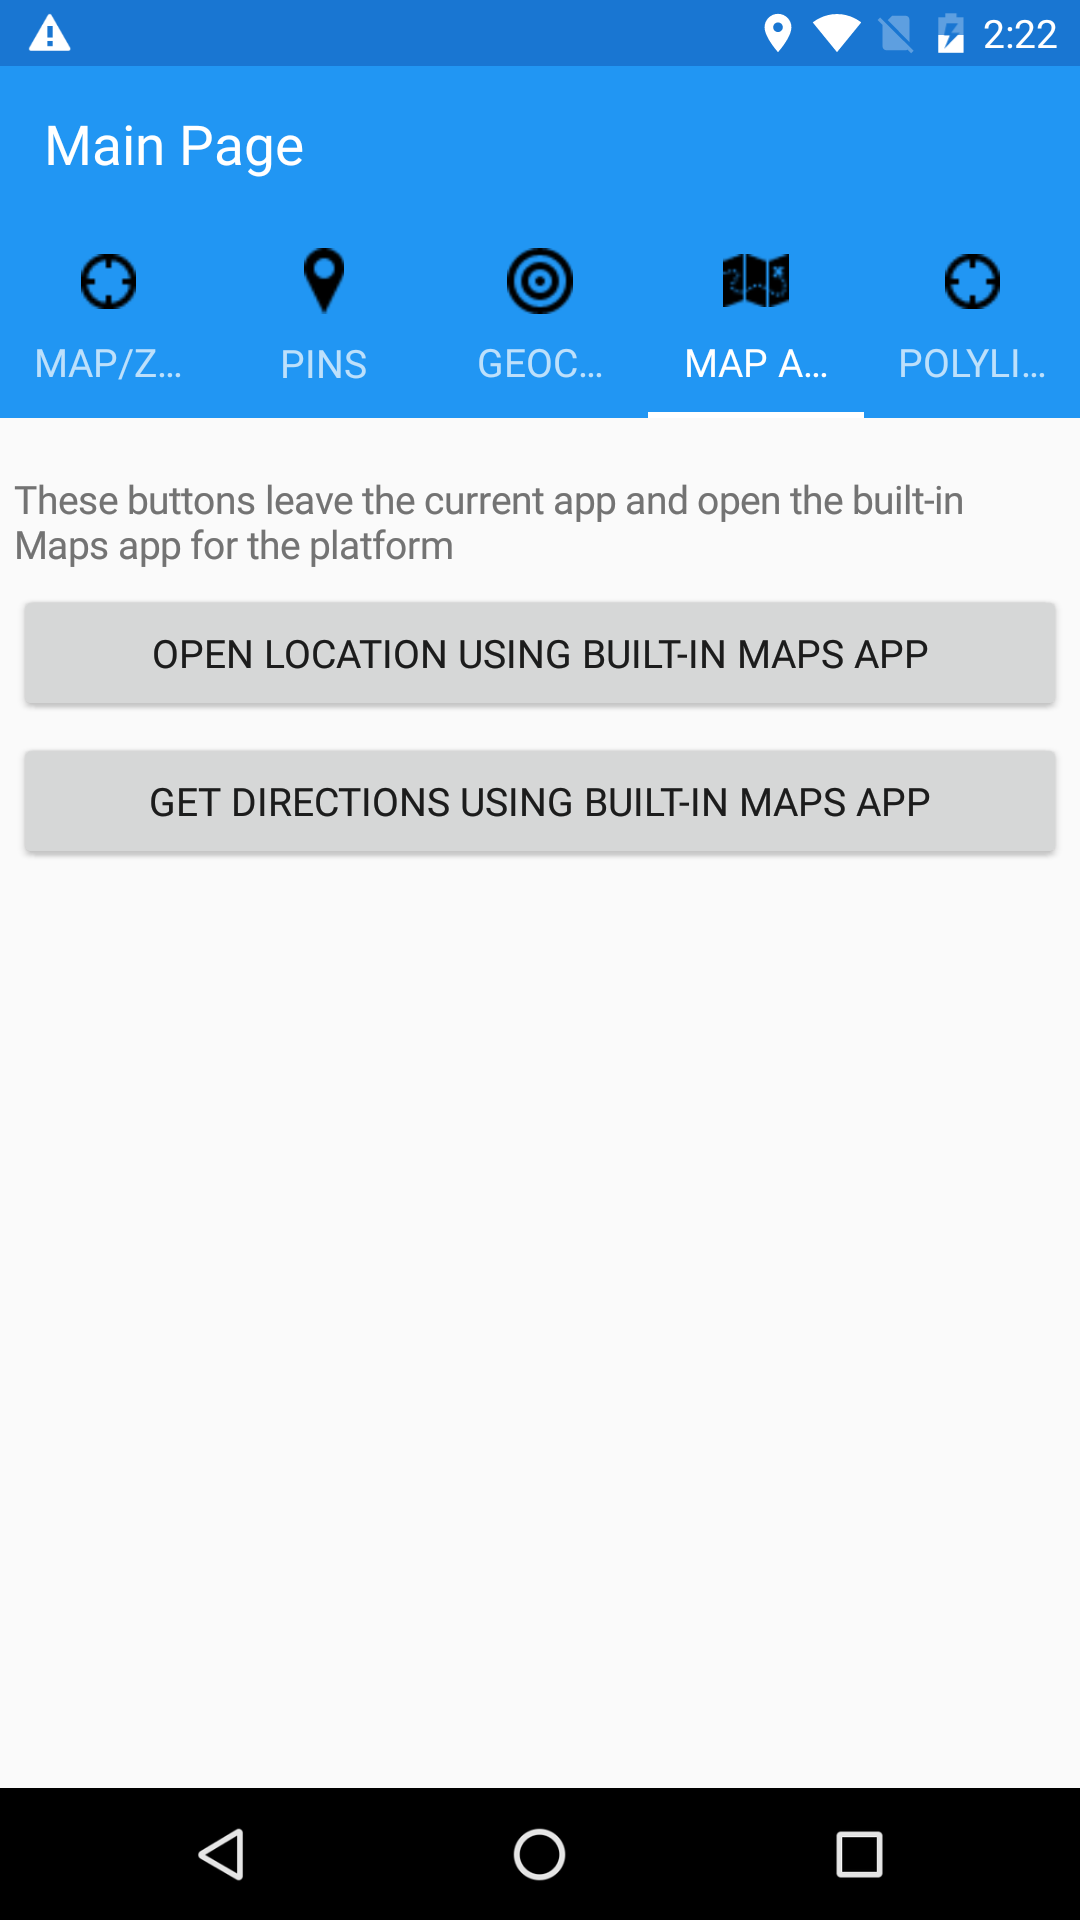 2:22
Main Page
MAP/Z...
PINS
GEOC...
MAP A...
POLYLI...
These buttons leave the current app and open the built-in
Maps app for the platform
OPEN LOCATION USING BUILT-IN MAPS APP
GET DIRECTIONS USING BUILT-IN MAPS APP